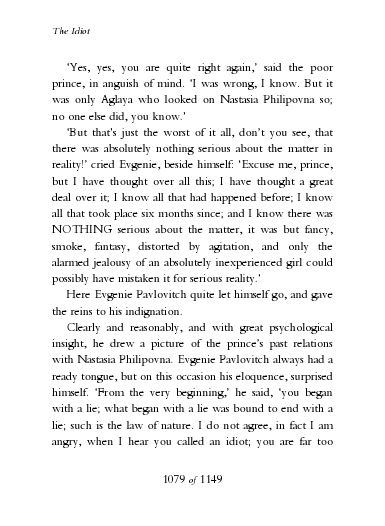 The Idiot
‘Yes, yes, you are quite right again,’ said the poor
prince, in anguish of mind. ‘I was wrong, I know. But it
was only Aglaya who looked on Nastasia Philipovna so;
no one else did, you know.’
‘But that’s just the worst of it all, don’t you see, that
there was absolutely nothing serious about the matter in
reality!’ cried Evgenie, beside himself: ‘Excuse me, prince,
but I have thought over all this; I have thought a great
deal over it; I know all that had happened before; I know
all that took place six months since; and I know there was
NOTHING serious about the matter, it was but fancy,
smoke, fantasy, distorted by agitation, and only the
alarmed jealousy of an absolutely inexperienced girl could
possibly have mistaken it for serious reality.’
Here Evgenie Pavlovitch quite let himself go, and gave
the reins to his indignation.
Clearly and reasonably, and with great psychological
insight, he drew a picture of the prince’s past relations
with Nastasia Philipovna. Evgenie Pavlovitch always had a
ready tongue, but on this occasion his eloquence, surprised
himself. ‘From the very beginning,’ he said, ‘you began
with a lie; what began with a lie was bound to end with a
lie; such is the law of nature. I do not agree, in fact I am
angry, when I hear you called an idiot; you are far too
1079 of 1149